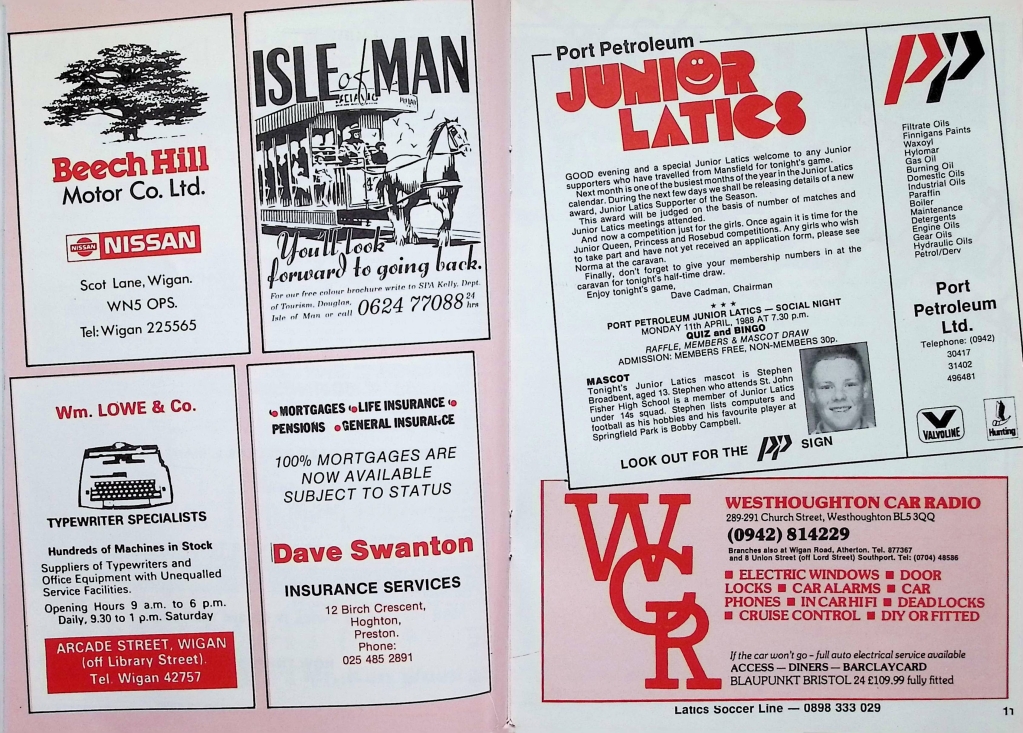 Beech Hill
Motor Co. Ltd.
NISSAN NISSAN
Scot Lane, Wigan.
WN5 OPS.
Tel: Wigan 225565
ISLE of MAN
You'll look
forward to going back.
For our free colour brochure write to SPA Kelly, Dept.
of Tourism, Douglas,
Isle of Man or call 0624 77088 24 hrs
Wm. LOWE & Co.
TYPEWRITER SPECIALISTS
Hundreds of Machines in Stock
Suppliers of Typewriters and
Office Equipment with Unequalled
Service Facilities.
Opening Hours 9 a.m. to 6 p.m.
Daily, 9.30 to 1 p.m. Saturday
ARCADE STREET, WIGAN
(off Library Street).
Tel. Wigan 42757
MORTGAGES LIFE INSURANCE
PENSIONS GENERAL INSURANCE
100% MORTGAGES ARE
NOW AVAILABLE
SUBJECT TO STATUS
Dave Swanton
INSURANCE SERVICES
12 Birch Crescent,
Hoghton,
Preston.
Phone:
025 485 2891
Port Petroleum
JUNIOR
LATICS
GOOD evening and a special Junior Latics welcome to any Junior
supporters who have travelled from Mansfield for tonight's game.
Next month is one of the busiest months of the year in the Junior Latics
calendar. During the next few days we shall be releasing details of a new
award, Junior Latics Supporter of the Season.
This award will be judged on the basis of number of matches and
Junior Latics meetings attended.
And now a competition just for the girls. Once again it is time for the
Junior Queen, Princess and Rosebud competitions. Any girls who wish
to take part and have not yet received an application form, please see
Norma at the caravan.
Finally, don't forget to give your membership numbers in at the
caravan for tonight's half-time draw.
Enjoy tonight's game,
Dave Cadman, Chairman
★ ★ ★
PORT PETROLEUM JUNIOR LATICS — SOCIAL NIGHT
MONDAY 11th APRIL, 1988 AT 7.30 p.m.
QUIZ and BINGO
RAFFLE, MEMBERS & MASCOT DRAW
ADMISSION: MEMBERS FREE, NON-MEMBERS 30p.
MASCOT
Tonight's Junior Latics mascot is Stephen
Broadbent, aged 13. Stephen who attends St. John
Fisher High School is a member of Junior Latics
under 14s squad. Stephen lists computers and
football as his hobbies and his favourite player at
Springfield Park is Bobby Campbell.
LOOK OUT FOR THE PP SIGN
PP
Filtrate Oils
Finnigans Paints
Waxoyl
Hylomar
Gas Oil
Burning Oil
Domestic Oils
Industrial Oils
Paraffin
Boiler
Maintenance
Detergents
Engine Oils
Gear Oils
Hydraulic Oils
Petrol/Derv
Port
Petroleum
Ltd.
Telephone: (0942)
30417
31402
496481
VALVOLINE
Hunting
WCR
WESTHOUGHTON CAR RADIO
289-291 Church Street, Westhoughton BL5 3QQ
(0942) 814229
Branches also at Wigan Road, Atherton. Tel. 877367
and 8 Union Street (off Lord Street) Southport. Tel: (0704) 48586
■ ELECTRIC WINDOWS ■ DOOR
LOCKS ■ CAR ALARMS ■ CAR
PHONES ■ IN CAR HI FI ■ DEADLOCKS
■ CRUISE CONTROL ■ DIY OR FITTED
If the car won't go – full auto electrical service available
ACCESS — DINERS — BARCLAYCARD
BLAUPUNKT BRISTOL 24 £109.99 fully fitted
Latics Soccer Line — 0898 333 029
11